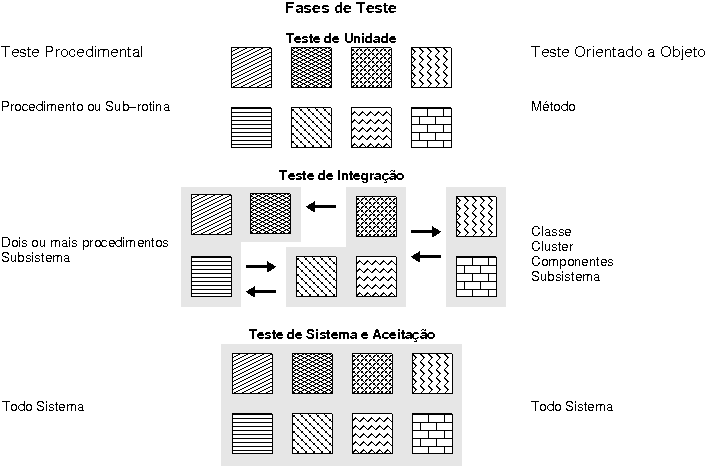 Fases de Teste
Teste de Unidade
Teste Procedimental
Teste Orientado a Objeto
Procedimento ou Sub-rotina
Método
Teste de Integração
Dois ou mais procedimentos
Subsistema
Classe
Cluster
Componentes
Subsistema
Teste de Sistema e Aceitação
Todo Sistema
Todo Sistema